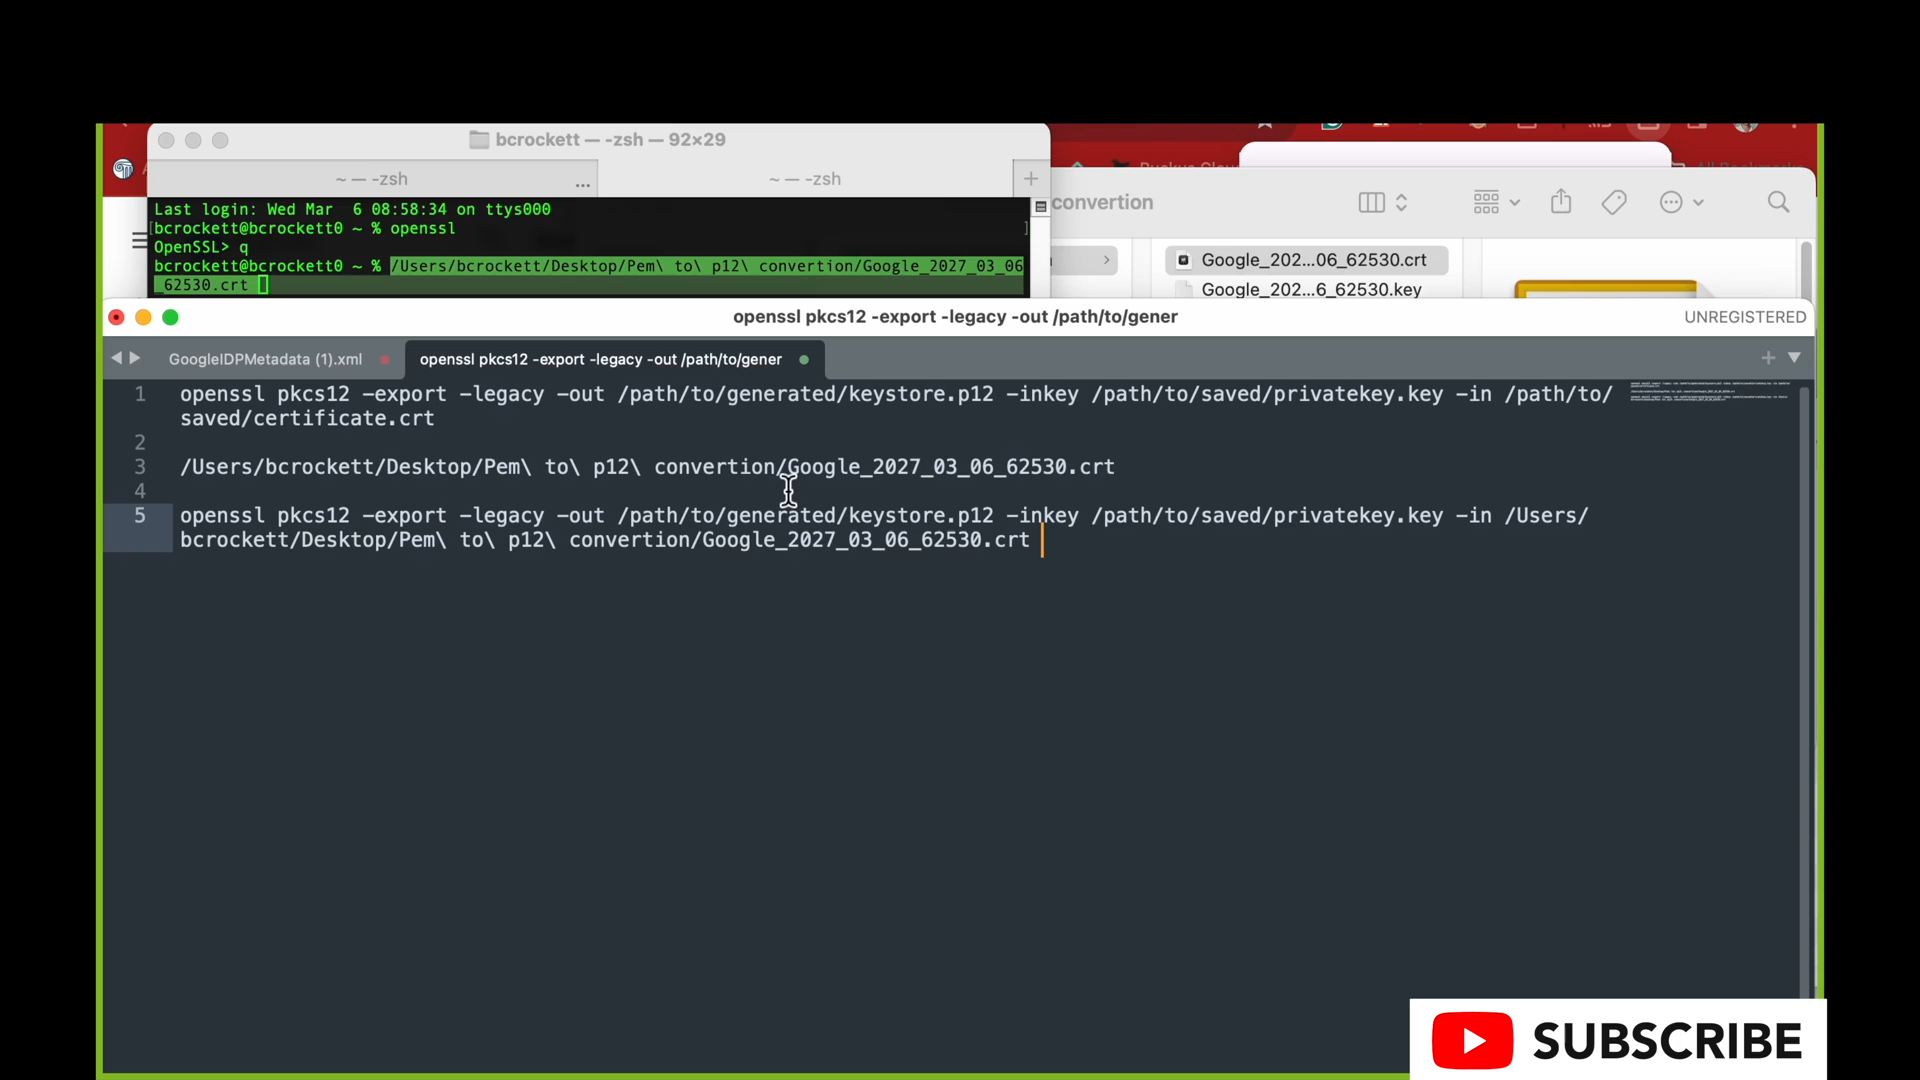 bcrockett — -zsh — 92×29
~ — -zsh
...
~ — -zsh
+
Last login: Wed Mar  6 08:58:34 on ttys000
[bcrockett@bcrockett0 ~ % openssl ]
OpenSSL> q
bcrockett@bcrockett0 ~ % /Users/bcrockett/Desktop/Pem\ to\ p12\ convertion/Google_2027_03_06
_62530.crt
convertion
Google_202...06_62530.crt
Google_202...6_62530.key
openssl pkcs12 -export -legacy -out /path/to/gener
UNREGISTERED
GoogleIDPMetadata (1).xml
openssl pkcs12 -export -legacy -out /path/to/gener
1 openssl pkcs12 -export -legacy -out /path/to/generated/keystore.p12 -inkey /path/to/saved/privatekey.key -in /path/to/
saved/certificate.crt
2
3 /Users/bcrockett/Desktop/Pem\ to\ p12\ convertion/Google_2027_03_06_62530.crt
4
5 openssl pkcs12 -export -legacy -out /path/to/generated/keystore.p12 -inkey /path/to/saved/privatekey.key -in /Users/
bcrockett/Desktop/Pem\ to\ p12\ convertion/Google_2027_03_06_62530.crt
SUBSCRIBE